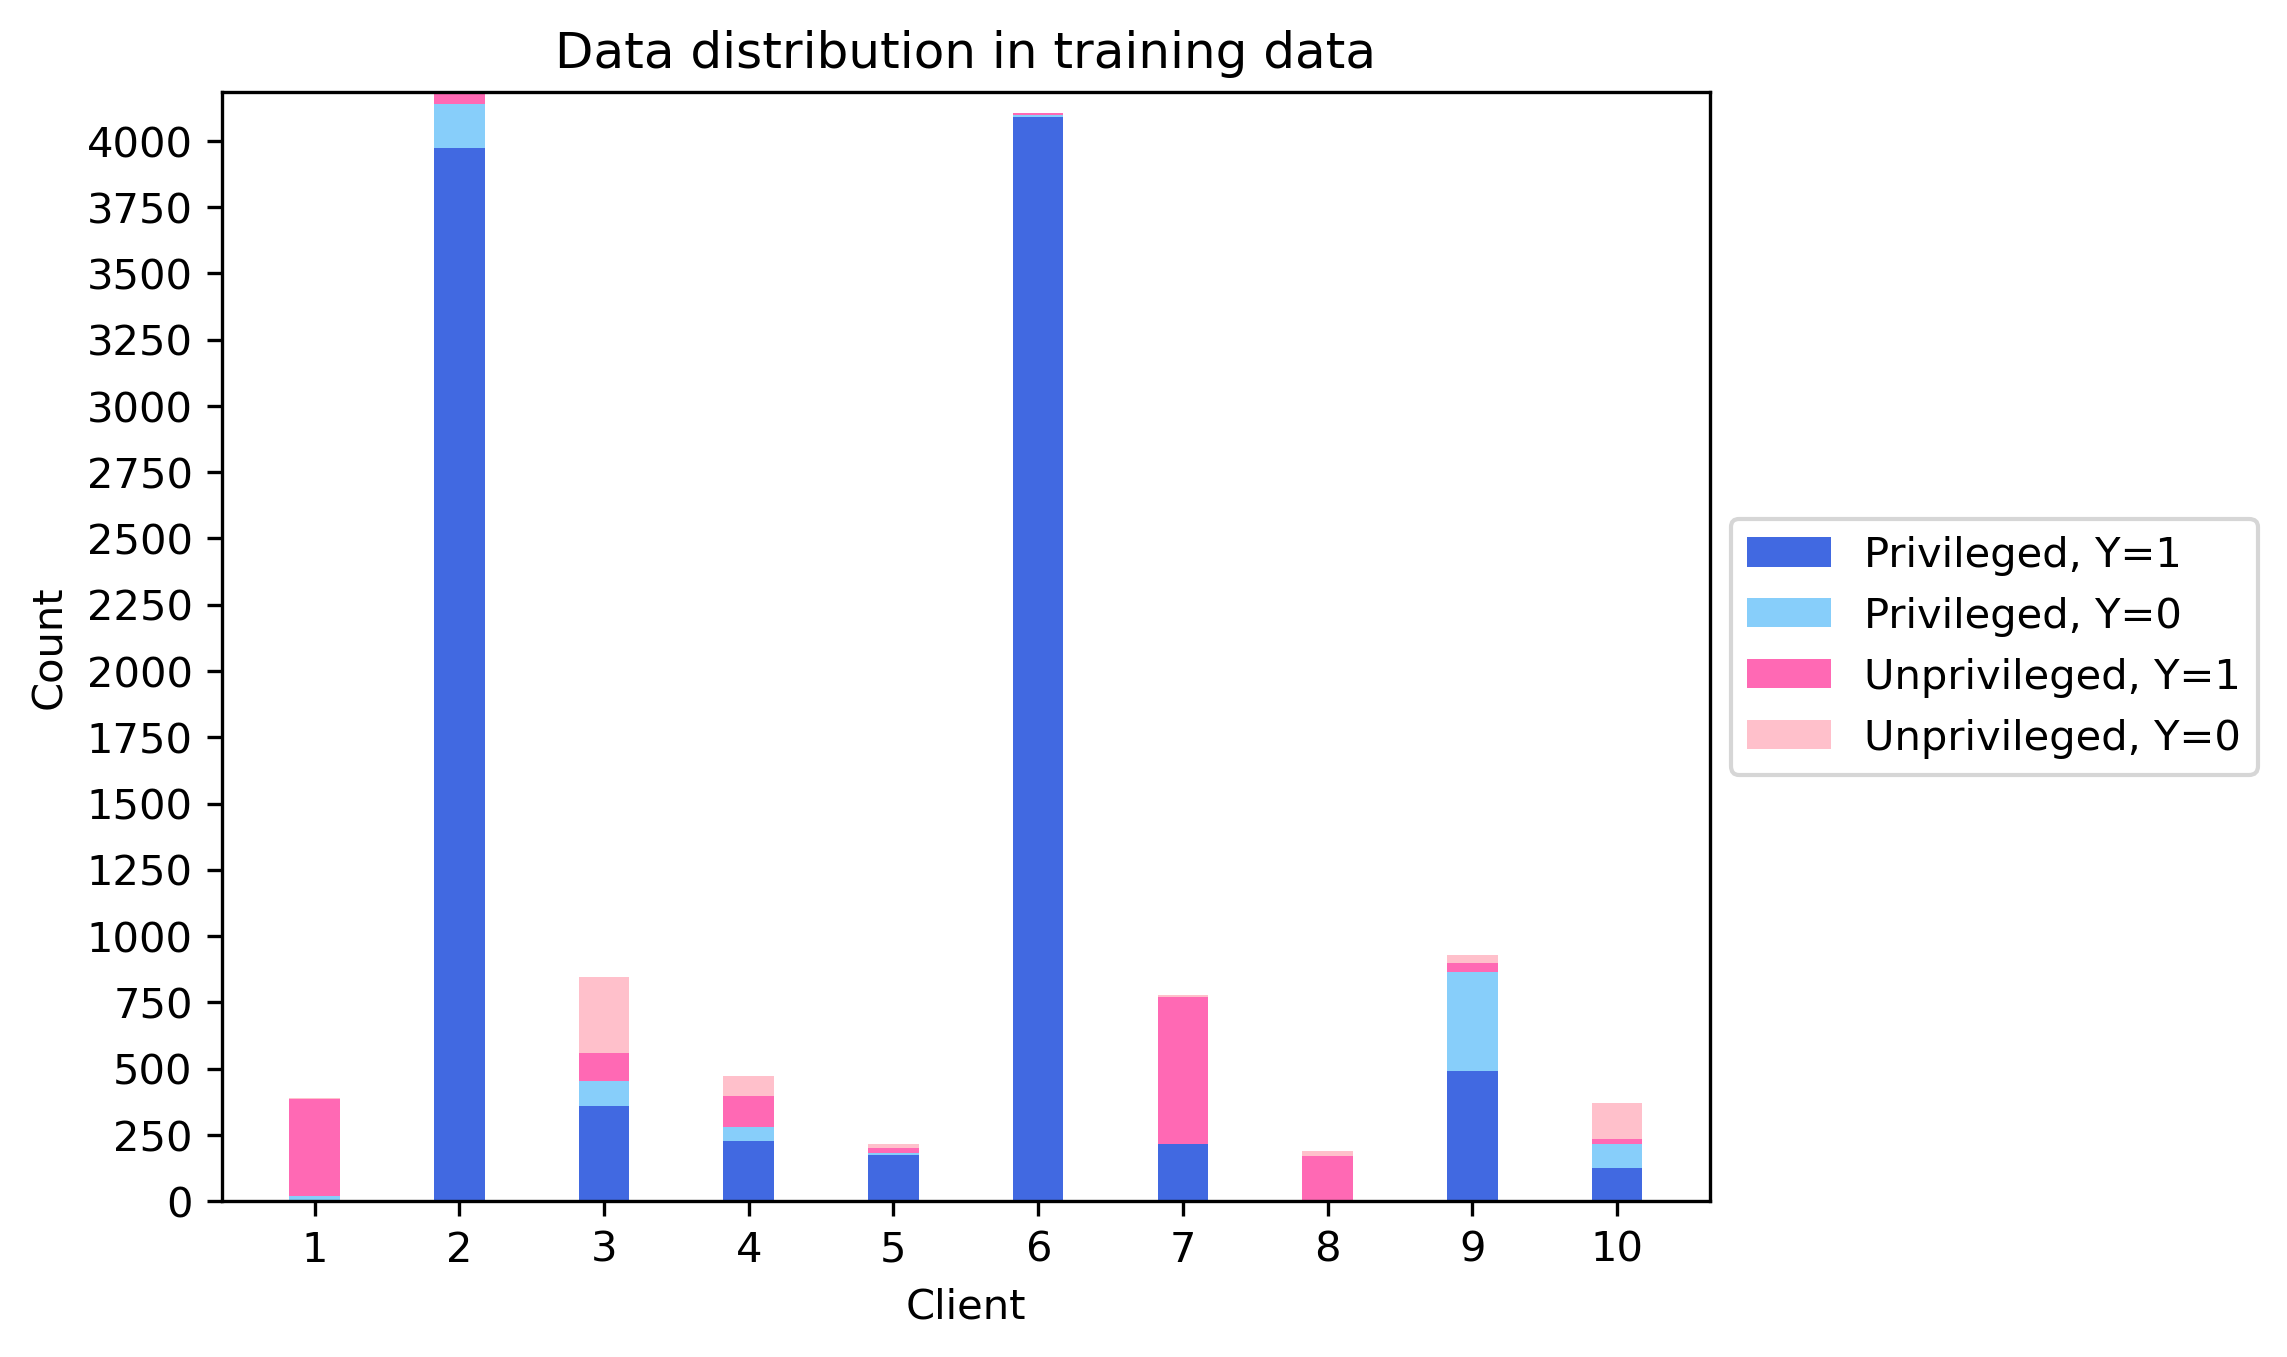 Data distribution in training data
4000
3750
3500
3250
3000
2750
2500
2250
2000
1750
1500
1250
1000
750
500
250
0
Count
1 2 3 4 5 6 7 8 9 10
Client
Privileged, Y=1
Privileged, Y=0
Unprivileged, Y=1
Unprivileged, Y=0